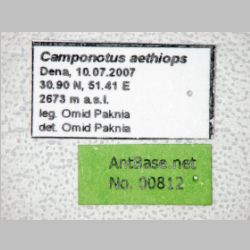 Camponotus aethiops
Dena, 10.07.2007
30.90 N, 51.41 E
2673 m a.s.l.
leg. Omid Paknia
det. Omid Paknia
AntBase.net
No. 00812